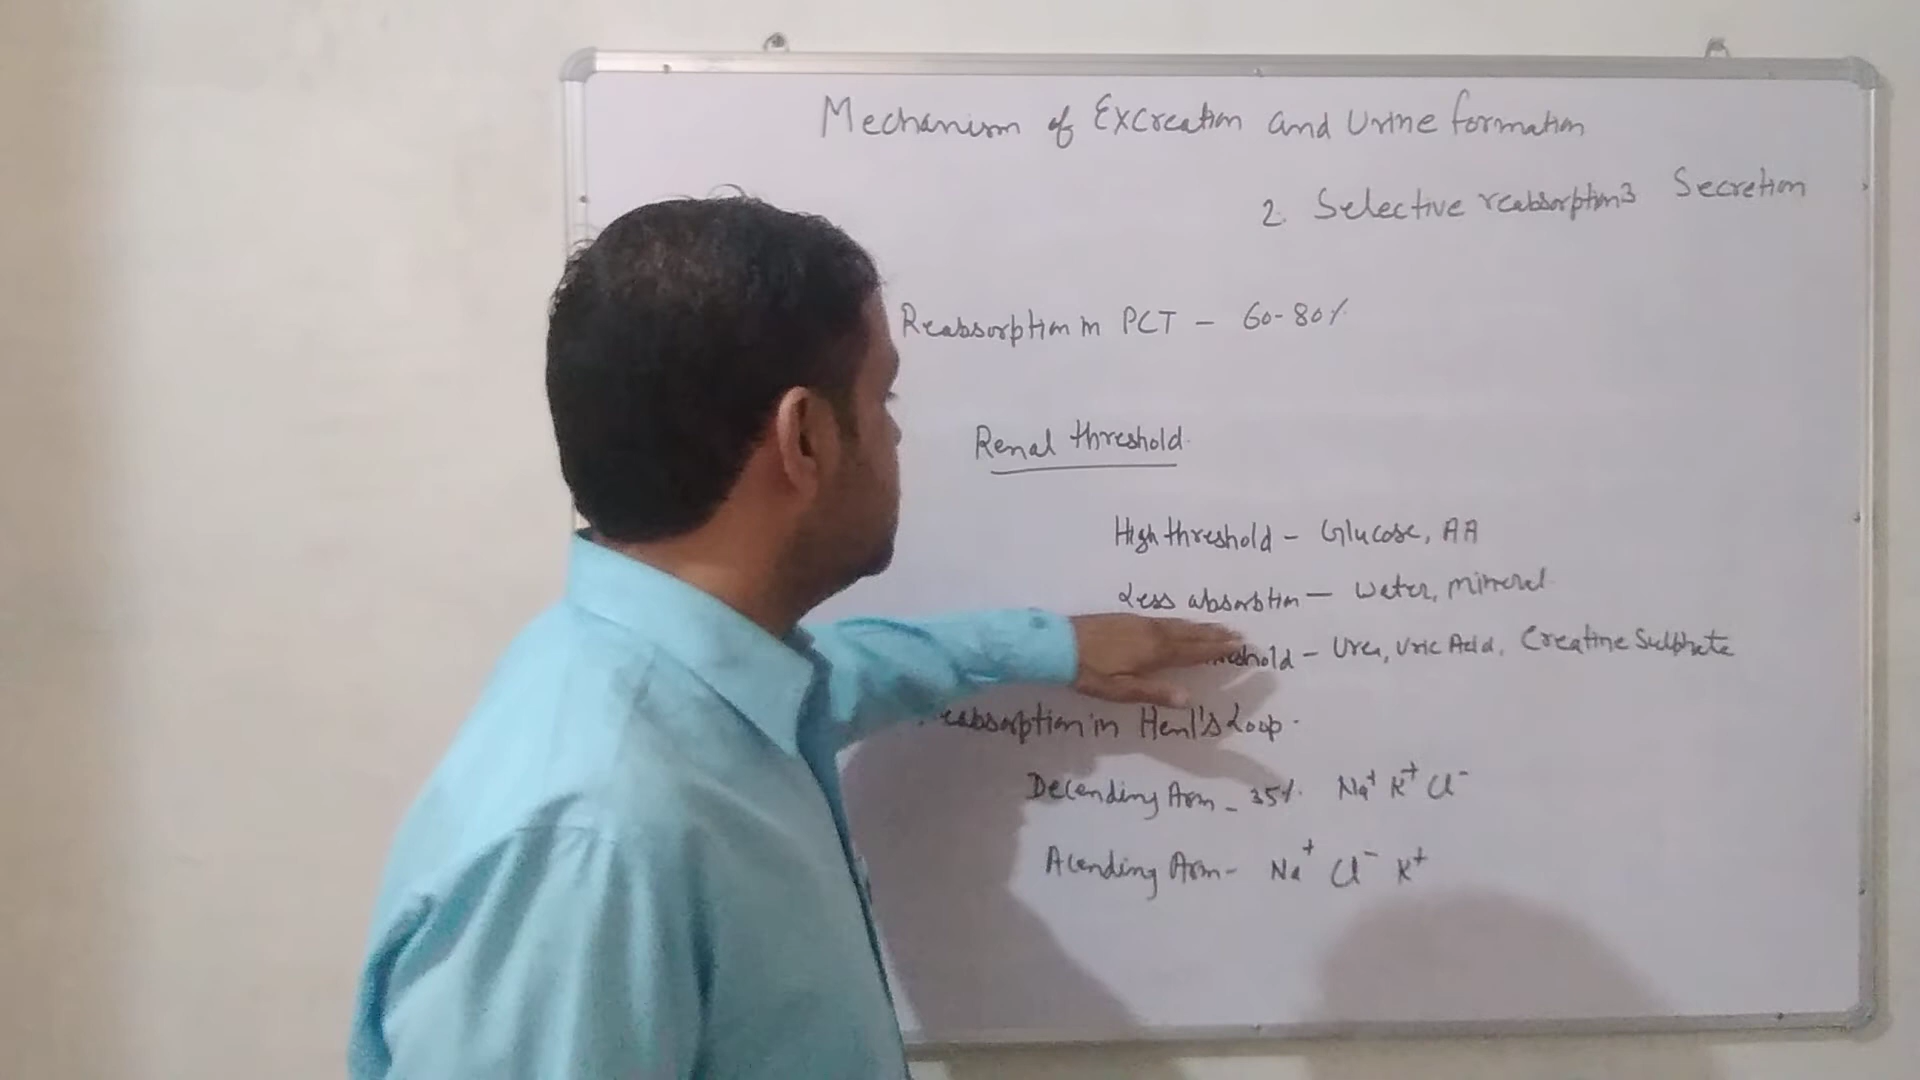 Mechanism of Excreation and Urine formation
2. Selective reabsorption 3 Secretion
Reabsorption in PCT - 60-80%
Renal threshold
High threshold - Glucose, AA
Less absorbtion - Water, mineral
- Urea, Uric Acid, Creatine Sulphate
in Henl's Loop.
Decending Arm - 35% Na+ K+ Cl-
Acending Arm - Na+ Cl- K+